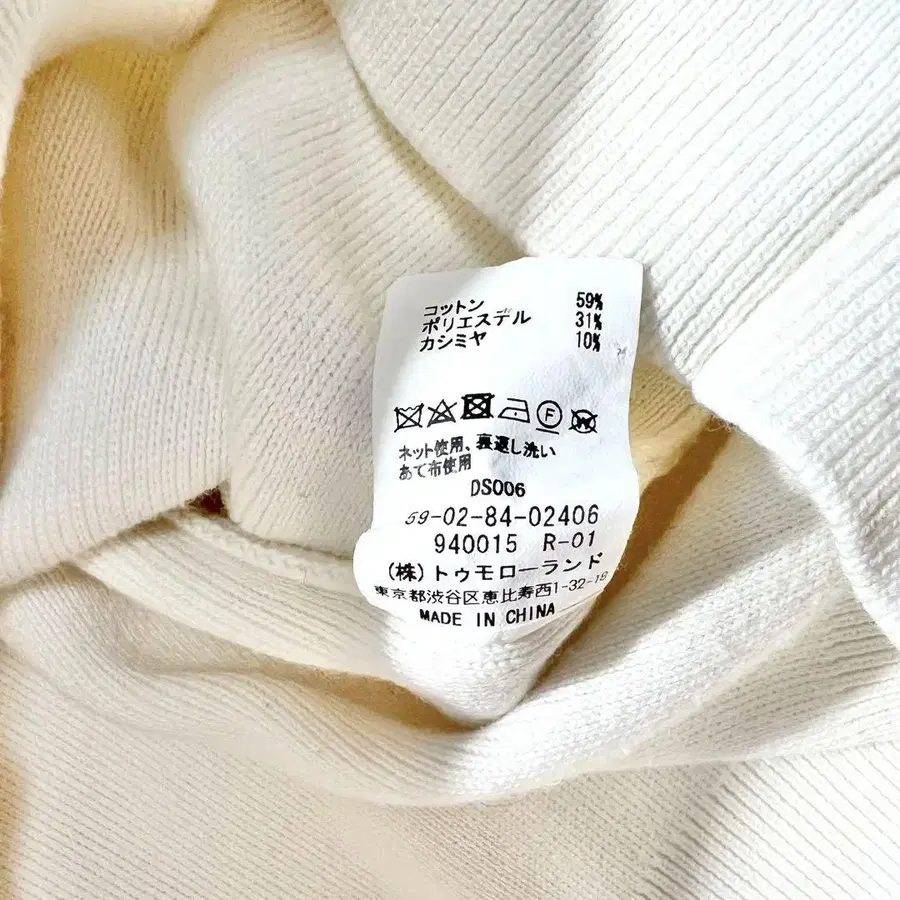 コットン 59%
ポリエステル 31%
カシミヤ 10%
ネット使用、裏返し洗い
あて布使用
DS006
59-02-84-02406
940015 R-01
(株)トゥモローランド
東京都渋谷区恵比寿西1-32-18
MADE IN CHINA